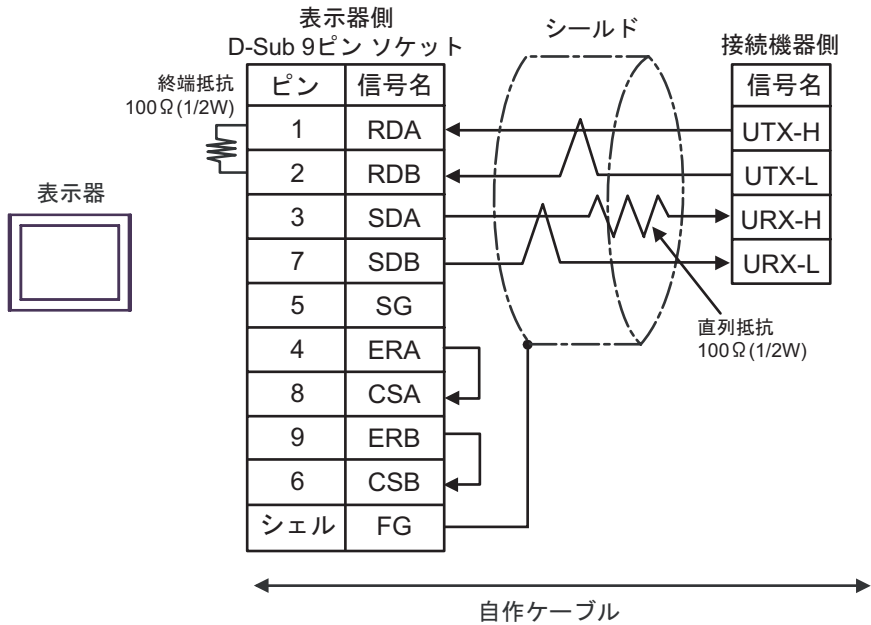 表示器側
D-Sub 9ピン ソケット
シールド
接続機器側
終端抵抗
100Ω(1/2W)
表示器
ピン 信号名
1 RDA
2 RDB
3 SDA
7 SDB
5 SG
4 ERA
8 CSA
9 ERB
6 CSB
シェル FG
信号名
UTX-H
UTX-L
URX-H
URX-L
直列抵抗
100Ω(1/2W)
自作ケーブル